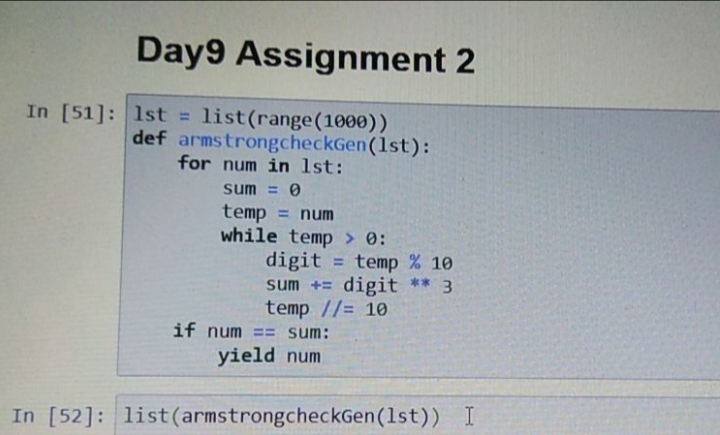 Day9 Assignment 2
In [51]: lst = list(range(1000))
def armstrongcheckGen(lst):
    for num in lst:
        sum = 0
        temp = num
        while temp > 0:
            digit = temp % 10
            sum += digit ** 3
            temp //= 10
    if num == sum:
        yield num
In [52]: list(armstrongcheckGen(lst))